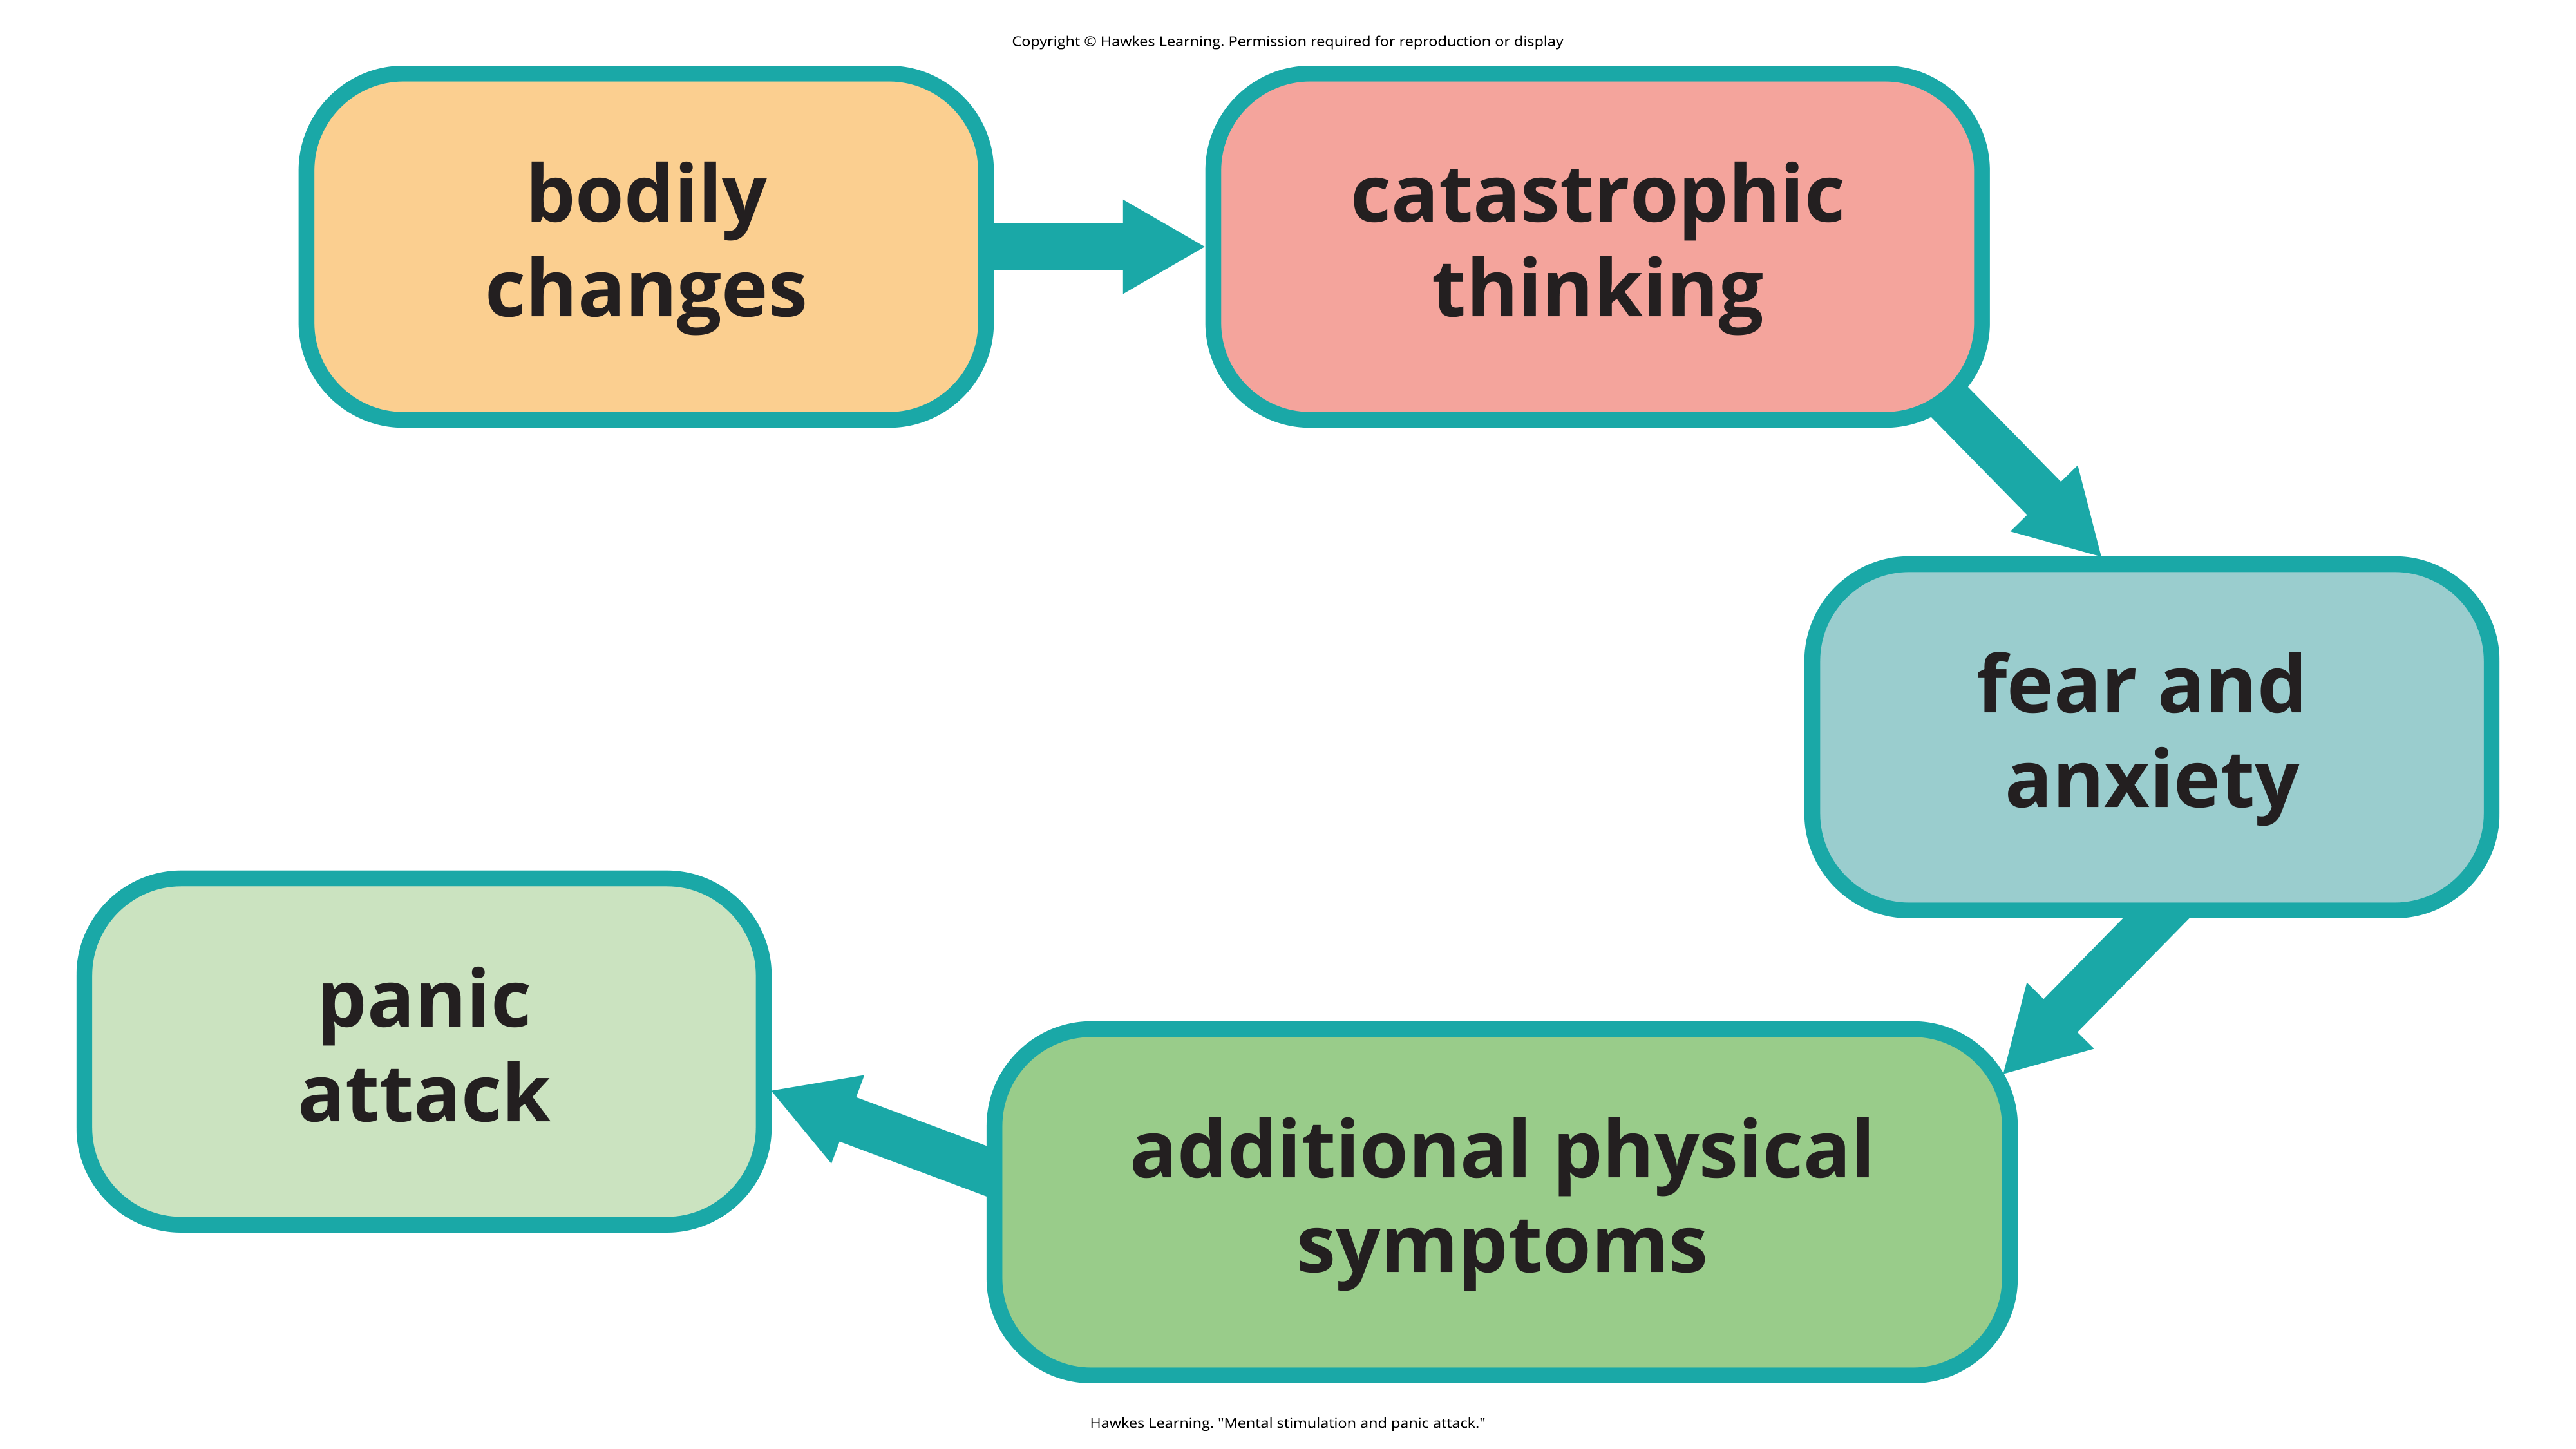 Copyright © Hawkes Learning. Permission required for reproduction or display
bodily
changes
catastrophic
thinking
fear and
anxiety
additional physical
symptoms
panic
attack
Hawkes Learning. "Mental stimulation and panic attack."